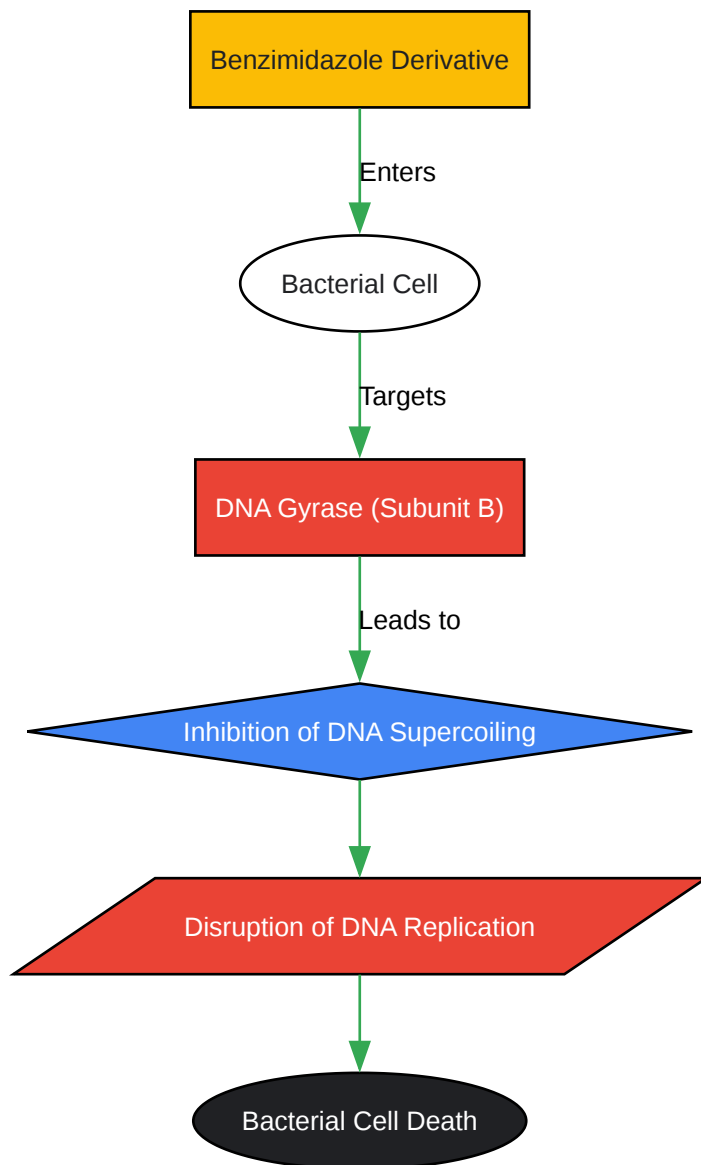 Benzimidazole Derivative
Enters
Bacterial Cell
Targets
DNA Gyrase (Subunit B)
Leads to
Inhibition of DNA Supercoiling
Disruption of DNA Replication
Bacterial Cell Death